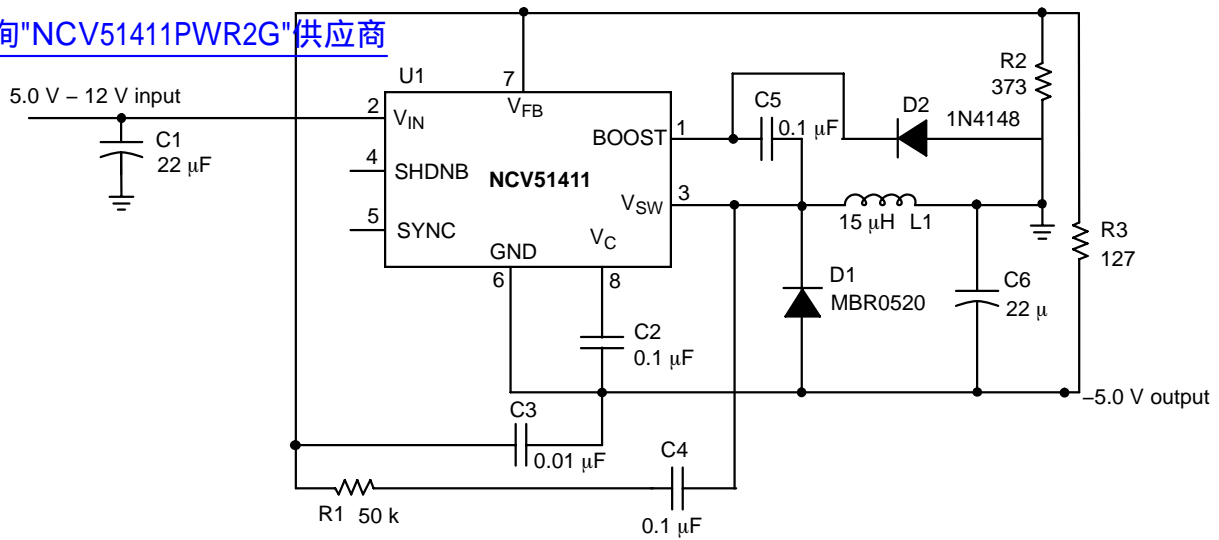 询"NCV51411PWR2G"供应商
5.0 V – 12 V input
C1
22 μF
U1
2
VIN
7
VFB
BOOST
1
4
SHDNB
NCV51411
VSW
3
5
SYNC
VC
GND
6
8
C5
0.1 μF
D2
1N4148
R2
373
15 μH L1
R3
127
D1
MBR0520
C6
22 μ
C2
0.1 μF
–5.0 V output
C3
0.01 μF
C4
0.1 μF
R1 50 k